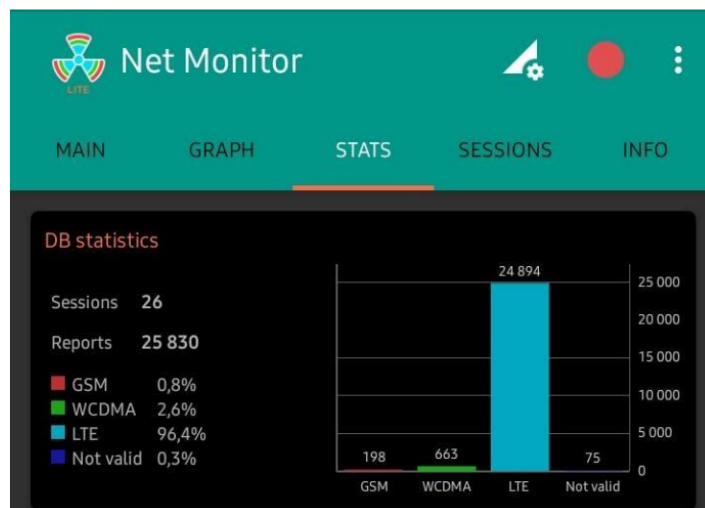 Net Monitor
LITE
MAIN GRAPH STATS SESSIONS INFO
DB statistics
Sessions 26
Reports 25 830
GSM 0,8%
WCDMA 2,6%
LTE 96,4%
Not valid 0,3%
24 894
198 663 75
25 000
20 000
15 000
10 000
5 000
0
GSM WCDMA LTE Not valid